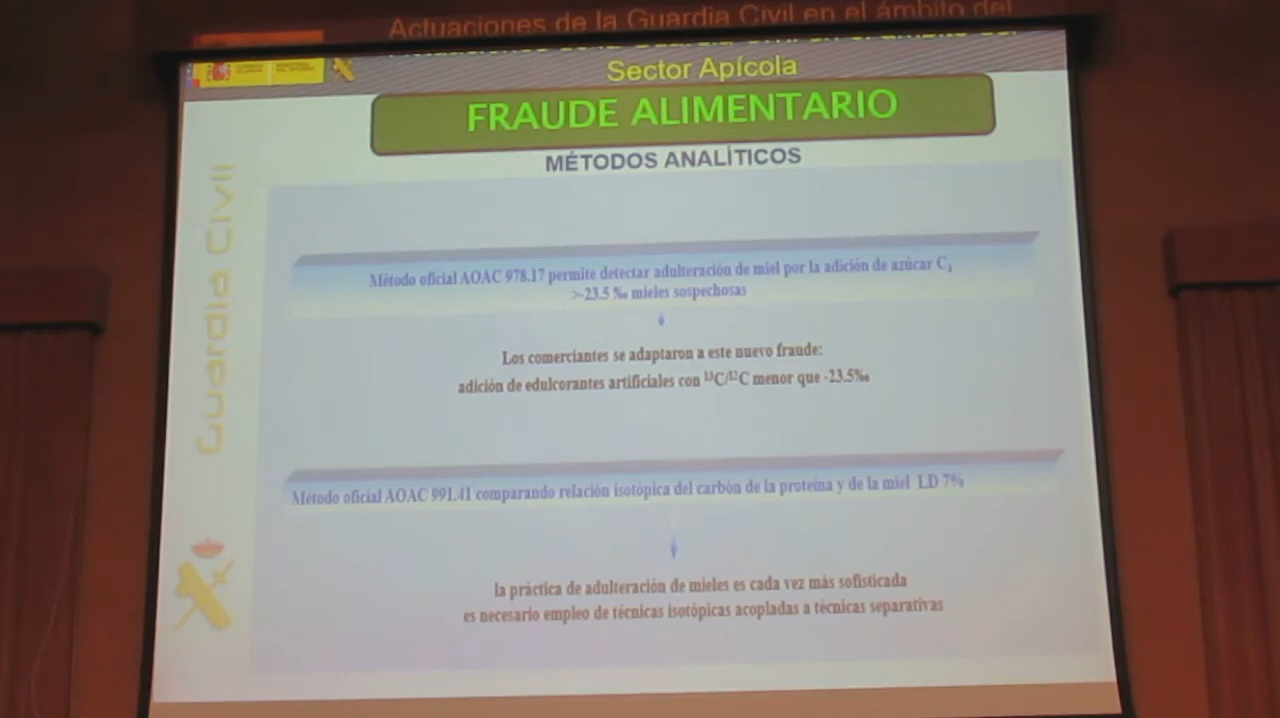 Actuaciones de la Guardia Civil en el ámbito del
Sector Apícola
FRAUDE ALIMENTARIO
MÉTODOS ANALÍTICOS
Guardia Civil
Método oficial AOAC 978.17 permite detectar adulteración de miel por la adición de azúcar C₄
>-23.5 ‰ mieles sospechosas
Los comerciantes se adaptaron a este nuevo fraude:
adición de edulcorantes artificiales con ¹³C/¹²C menor que -23.5‰
Método oficial AOAC 991.41 comparando relación isotópica del carbón de la proteína y de la miel LD 7%
la práctica de adulteración de mieles es cada vez más sofisticada
es necesario empleo de técnicas isotópicas acopladas a técnicas separativas